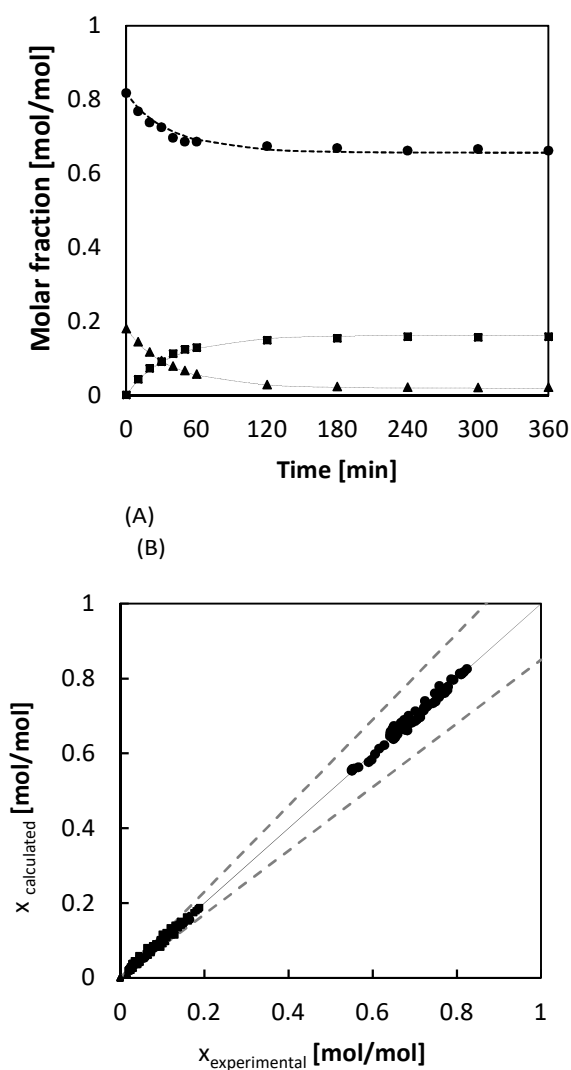 1
0.8
0.6
0.4
0.2
0
Molar fraction [mol/mol]
0 60 120 180 240 300 360
Time [min]
(A)
(B)
1
0.8
0.6
0.4
0.2
0
x calculated [mol/mol]
0 0.2 0.4 0.6 0.8 1
xexperimental [mol/mol]